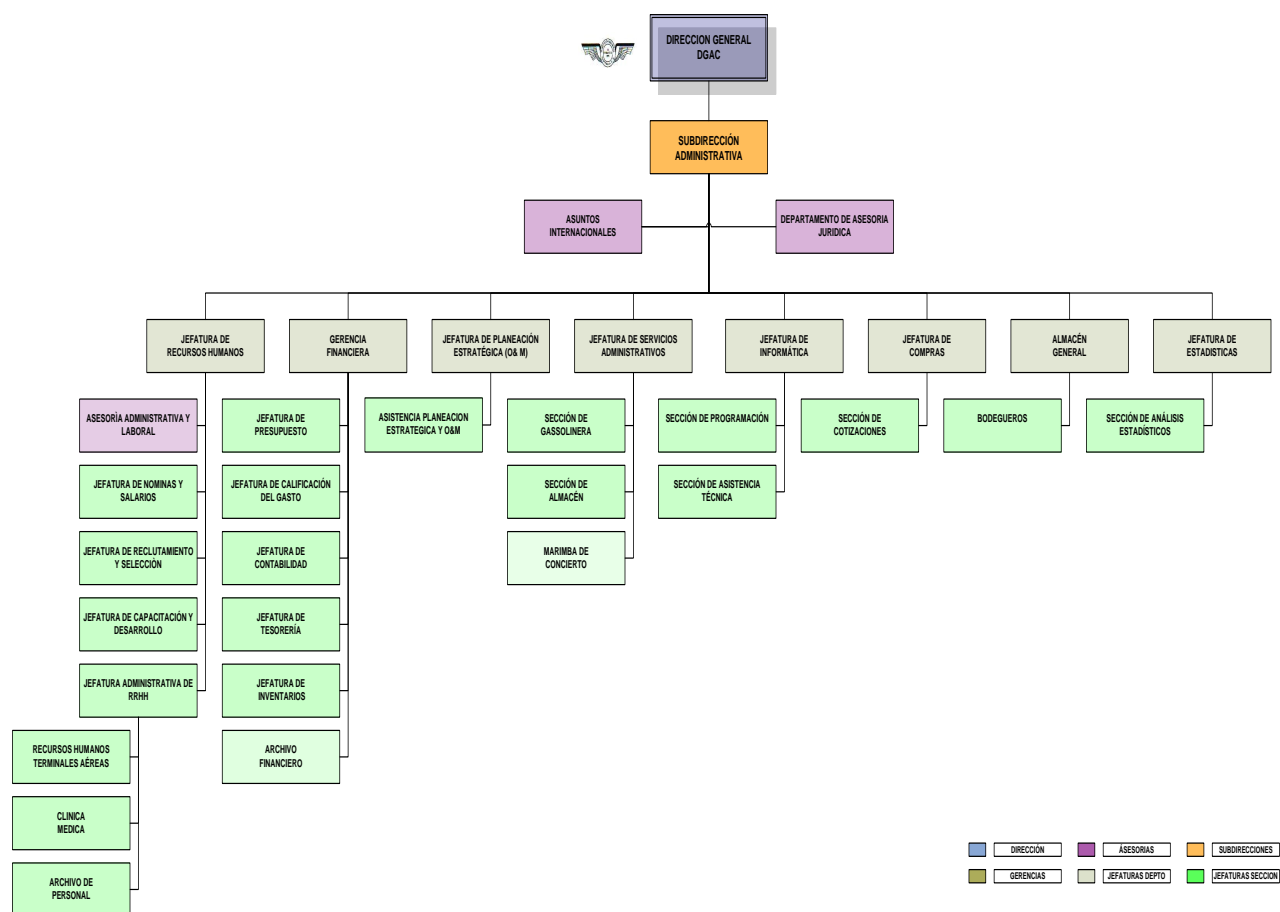 DIRECCION GENERAL
DGAC
SUBDIRECCIÓN
ADMINISTRATIVA
ASUNTOS
INTERNACIONALES
DEPARTAMENTO DE ASESORIA
JURIDICA
JEFATURA DE
RECURSOS HUMANOS
GERENCIA
FINANCIERA
JEFATURA DE PLANEACIÓN
ESTRATÉGICA (O& M)
JEFATURA DE SERVICIOS
ADMINISTRATIVOS
JEFATURA DE
INFORMÁTICA
JEFATURA DE
COMPRAS
ALMACÉN
GENERAL
JEFATURA DE
ESTADISTICAS
ASESORÌA ADMINISTRATIVA Y
LABORAL
JEFATURA DE
PRESUPUESTO
ASISTENCIA PLANEACION
ESTRATEGICA Y O&M
SECCIÓN DE
GASSOLINERA
SECCIÓN DE PROGRAMACIÓN
SECCIÓN DE
COTIZACIONES
BODEGUEROS
SECCIÓN DE ANÁLISIS
ESTADÍSTICOS
JEFATURA DE NOMINAS Y
SALARIOS
JEFATURA DE CALIFICACIÓN
DEL GASTO
SECCIÓN DE
ALMACÉN
SECCIÓN DE ASISTENCIA
TÉCNICA
JEFATURA DE RECLUTAMIENTO
Y SELECCIÓN
JEFATURA DE
CONTABILIDAD
MARIMBA DE
CONCIERTO
JEFATURA DE CAPACITACIÓN Y
DESARROLLO
JEFATURA DE
TESORERÍA
JEFATURA ADMINISTRATIVA DE
RRHH
JEFATURA DE
INVENTARIOS
RECURSOS HUMANOS
TERMINALES AÉREAS
ARCHIVO
FINANCIERO
CLINICA
MEDICA
ARCHIVO DE
PERSONAL
DIRECCIÓN
ÁSESORIAS
SUBDIRECCIONES
GERENCIAS
JEFATURAS DEPTO
JEFATURAS SECCION